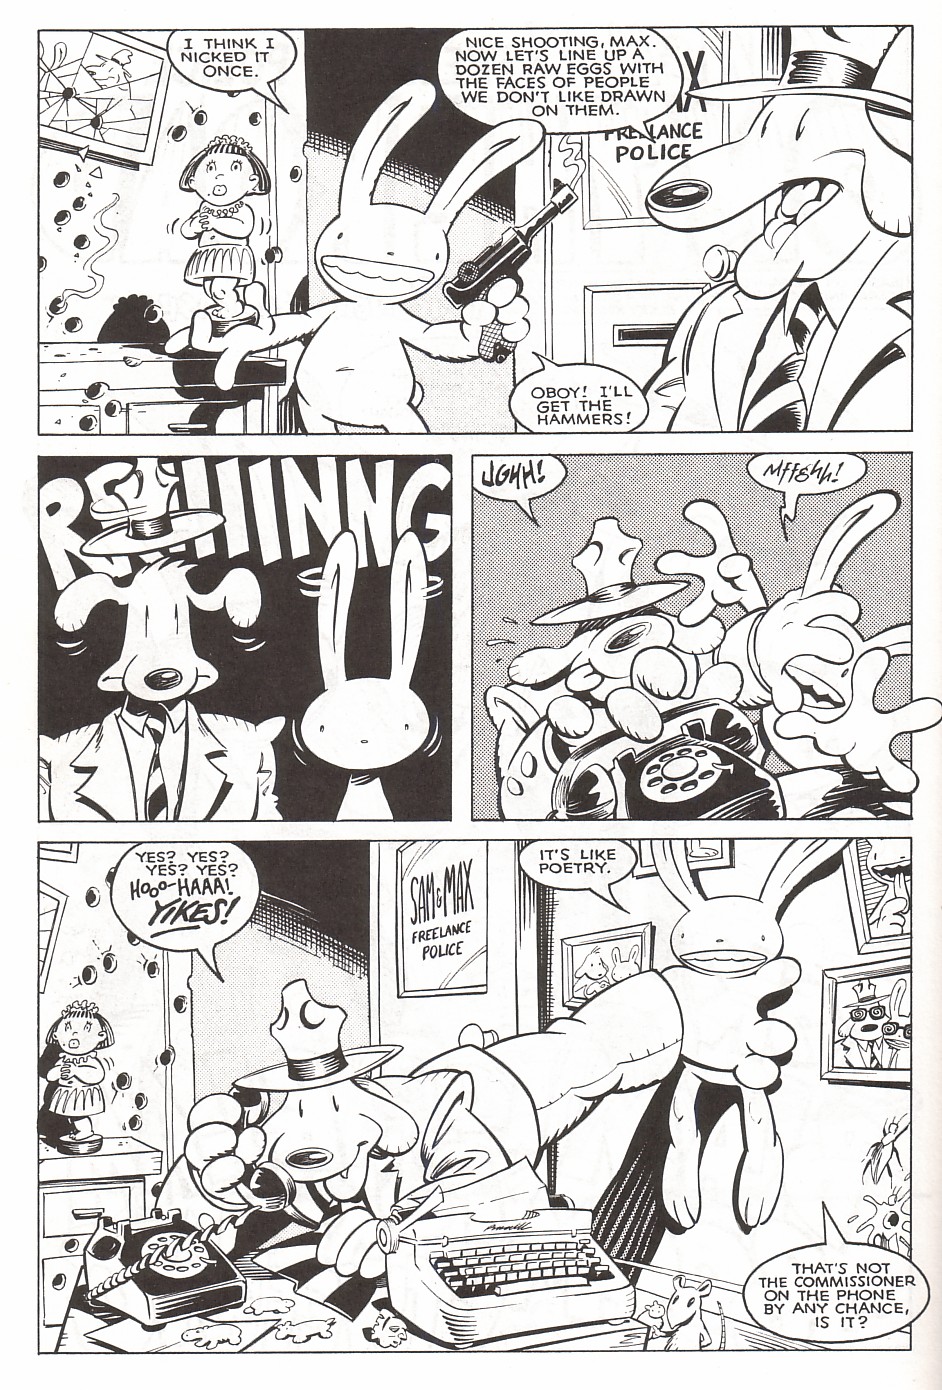 I THINK I
NICKED IT
ONCE.
NICE SHOOTING, MAX.
NOW LET'S LINE UP A
DOZEN RAW EGGS WITH
THE FACES OF PEOPLE
WE DON'T LIKE DRAWN
ON THEM.
FREELANCE
POLICE
OBOY! I'LL
GET THE
HAMMERS!
JGHH!
Mffghh!
YES? YES?
YES? YES?
HOOO-HAAA!
YIKES!
SAM & MAX
FREELANCE
POLICE
IT'S LIKE
POETRY.
THAT'S NOT
THE COMMISSIONER
ON THE PHONE
BY ANY CHANCE,
IS IT?